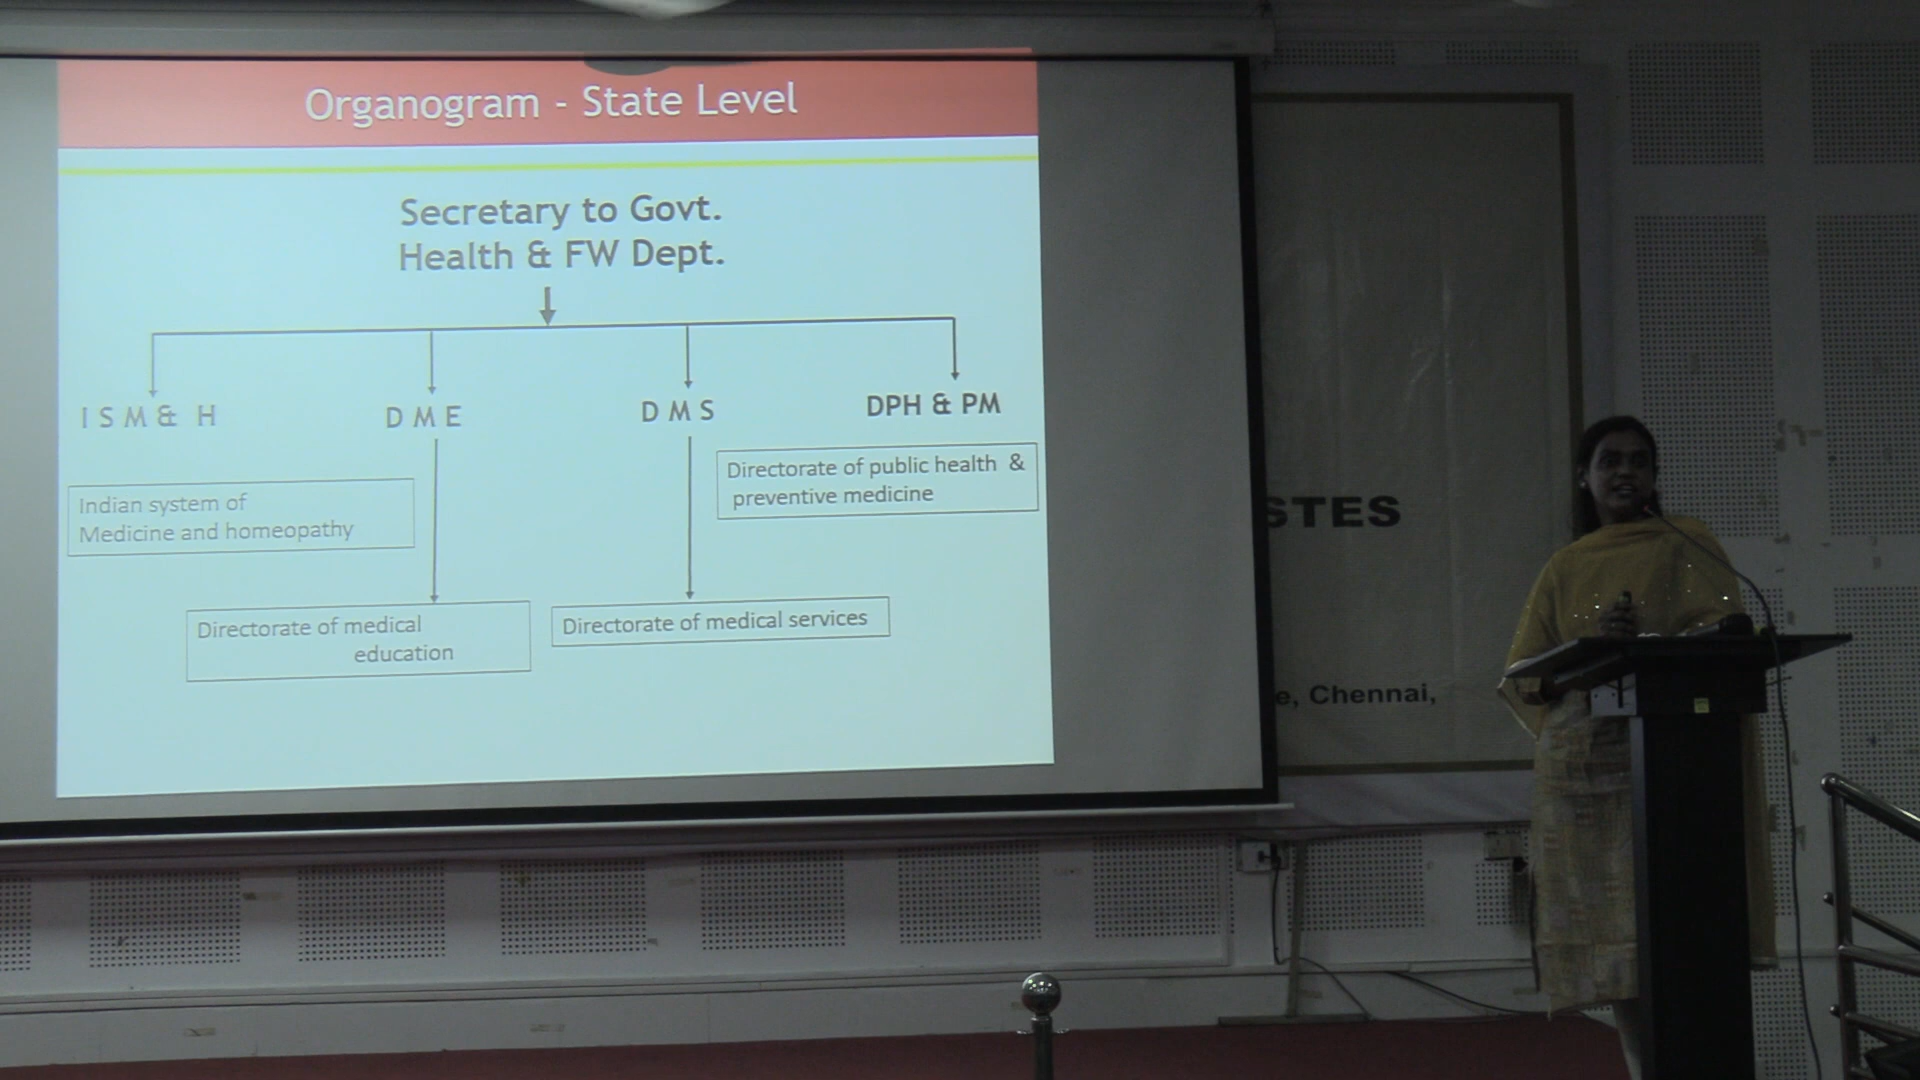 Organogram - State Level
Secretary to Govt.
Health & FW Dept.
I S M & H
D M E
D M S
DPH & PM
Indian system of
Medicine and homeopathy
Directorate of medical
education
Directorate of medical services
Directorate of public health &
preventive medicine
STES
e, Chennai,